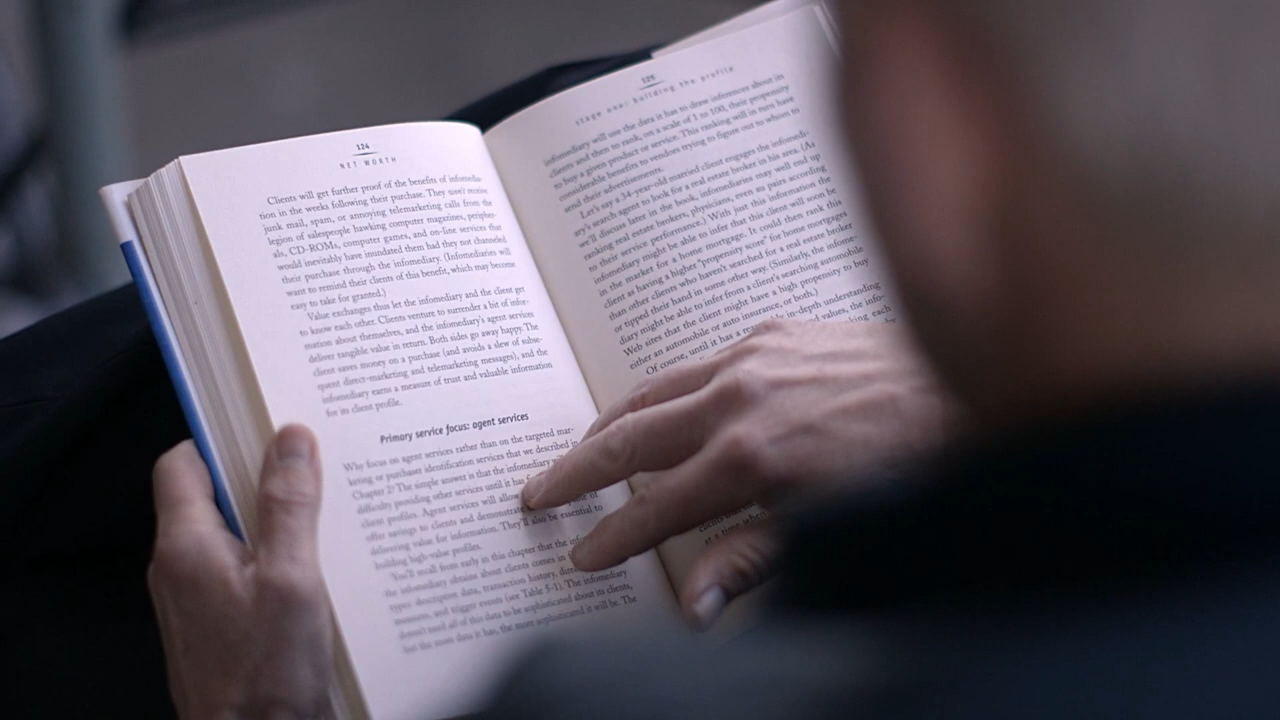 124
NET WORTH
Clients will get further proof of the benefits of infomedia-
tion in the weeks following their purchase. They won't receive
junk mail, spam, or annoying telemarketing calls from the
legion of salespeople hawking computer magazines, peripher-
als, CD-ROMs, computer games, and on-line services that
would inevitably have inundated them had they not channeled
their purchase through the infomediary. (Infomediaries will
want to remind their clients of this benefit, which may become
easy to take for granted.)
Value exchanges thus let the infomediary and the client get
to know each other. Clients venture to surrender a bit of infor-
mation about themselves, and the infomediary's agent services
deliver tangible value in return. Both sides go away happy. The
client saves money on a purchase (and avoids a slew of subse-
quent direct-marketing and telemarketing messages), and the
infomediary earns a measure of trust and valuable information
for its client profile.
Primary service focus: agent services
Why focus on agent services rather than on the targeted mar-
keting or purchaser identification services that we described in
Chapter 2? The simple answer is that the infomediary will
difficulty providing other services until it has
client profiles. Agent services will allow
offer savings to clients and demonstrate of
delivering value for information. They'll also be essential to
building high-value profiles.
You'll recall from early in this chapter that the
the infomediary obtains about clients comes in
types: descriptive data, transaction history,
measures, and trigger events (see Table 5-1). The infomediary
doesn't need all of this data to be sophisticated about its clients,
but the more data it has, the more sophisticated it will be. The
125
stage one: building the profile
infomediary will use the data it has to draw inferences about its
clients and then to rank, on a scale of 1 to 100, their propensity
to buy a given product or service. This ranking will in turn have
considerable benefits to vendors trying to figure out to whom to
send their advertisements.
Let's say a 34-year-old married client engages the infomedi-
ary's search agent to look for a real estate broker in his area. (As
we'll discuss later in the book, infomediaries may well end up
ranking real estate brokers, physicians, even au pairs according
to their service performance.) With just this information the
infomediary might be able to infer that this client will soon be
in the market for a home mortgage. It could then rank this
client as having a higher "propensity score" for home mortgages
than other clients who haven't searched for a real estate broker
or tipped their hand in some other way. (Similarly, the infome-
diary might be able to infer from a client's searching automobile
Web sites that the client might have a high propensity to buy
either an automobile or auto insurance, or both.)
Of course, until it has a in-depth understanding
values, the info-
making each
be
clients
at a time when